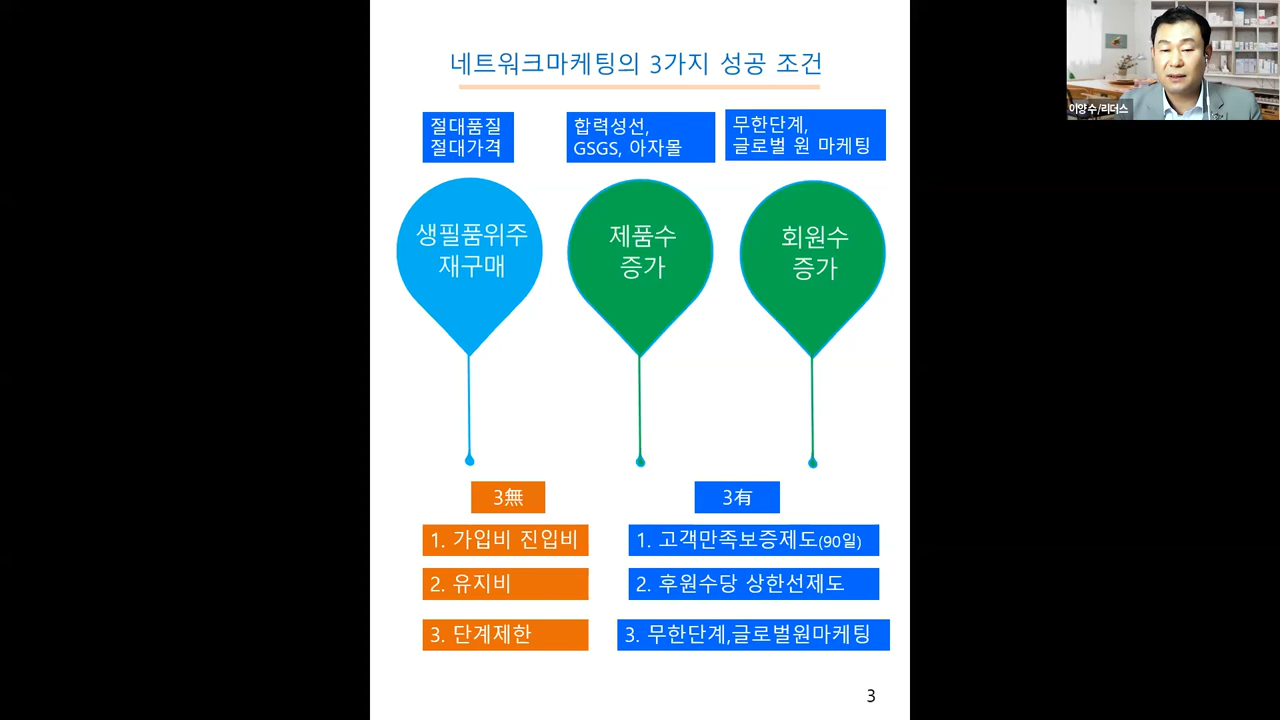 네트워크마케팅의 3가지 성공 조건
이양수/리더스
절대품질
절대가격
합력성선,
GSGS, 아자몰
무한단계,
글로벌 원 마케팅
생필품위주
재구매
제품수
증가
회원수
증가
3無
3有
1. 가입비 진입비
1. 고객만족보증제도(90일)
2. 유지비
2. 후원수당 상한선제도
3. 단계제한
3. 무한단계,글로벌원마케팅
3